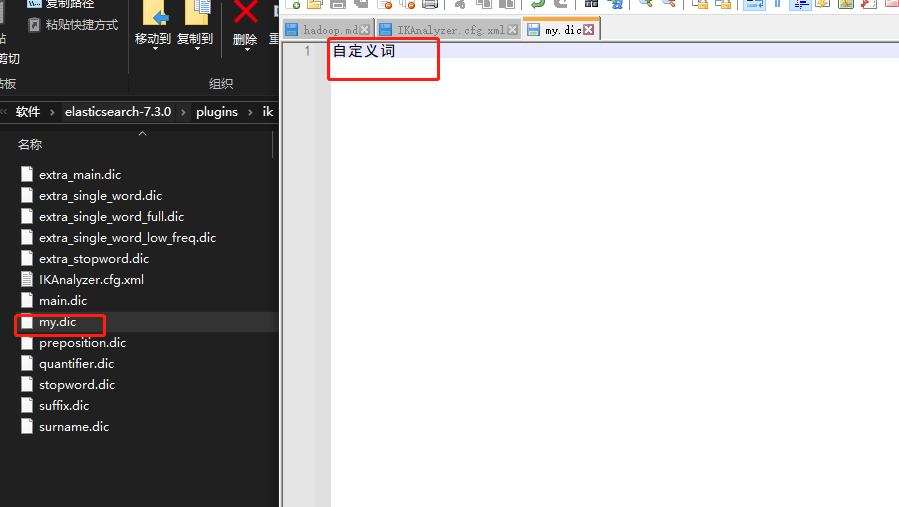 复制路径
粘贴快捷方式
剪切
贴板
移动到
复制到
删除
重
组织
软件
elasticsearch-7.3.0
plugins
ik
名称
extra_main.dic
extra_single_word.dic
extra_single_word_full.dic
extra_single_word_low_freq.dic
extra_stopword.dic
IKAnalyzer.cfg.xml
main.dic
my.dic
preposition.dic
quantifier.dic
stopword.dic
suffix.dic
surname.dic
hadoop.md
IKAnalyzer.cfg.xml
my.dic
1
自定义词